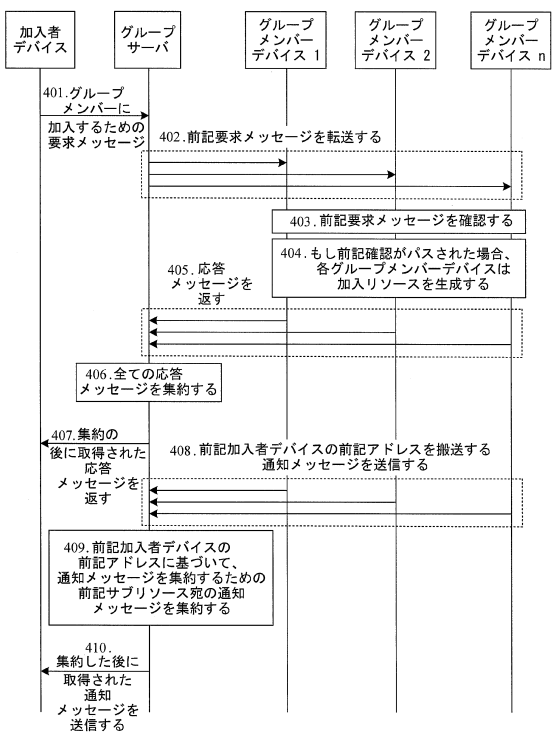 加入者
デバイス
グループ
サーバ
グループ
メンバー
デバイス 1
グループ
メンバー
デバイス 2
グループ
メンバー
デバイス n
401.グループ
メンバーに
加入するための
要求メッセージ
402.前記要求メッセージを転送する
403.前記要求メッセージを確認する
404.もし前記確認がパスされた場合、
各グループメンバーデバイスは
加入リソースを生成する
405.応答
メッセージを
返す
406.全ての応答
メッセージを集約する
407.集約の
後に取得された
応答
メッセージを
返す
408.前記加入者デバイスの前記アドレスを搬送する
通知メッセージを送信する
409.前記加入者デバイスの
前記アドレスに基づいて、
通知メッセージを集約するための
前記サブリソース宛の通知
メッセージを集約する
410.
集約した後に
取得された
通知
メッセージを
送信する